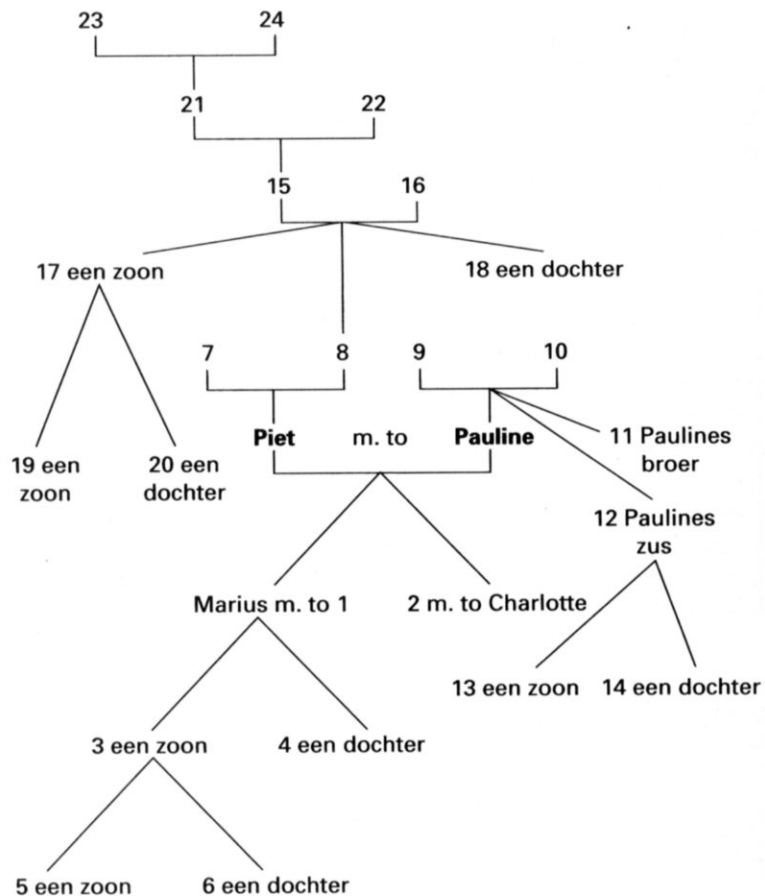 23 24
21 22
15 16
17 een zoon 18 een dochter
7 8 9 10
Piet m. to Pauline
11 Paulines
broer
19 een
zoon
20 een
dochter
12 Paulines
zus
Marius m. to 1 2 m. to Charlotte
13 een zoon 14 een dochter
3 een zoon 4 een dochter
5 een zoon 6 een dochter